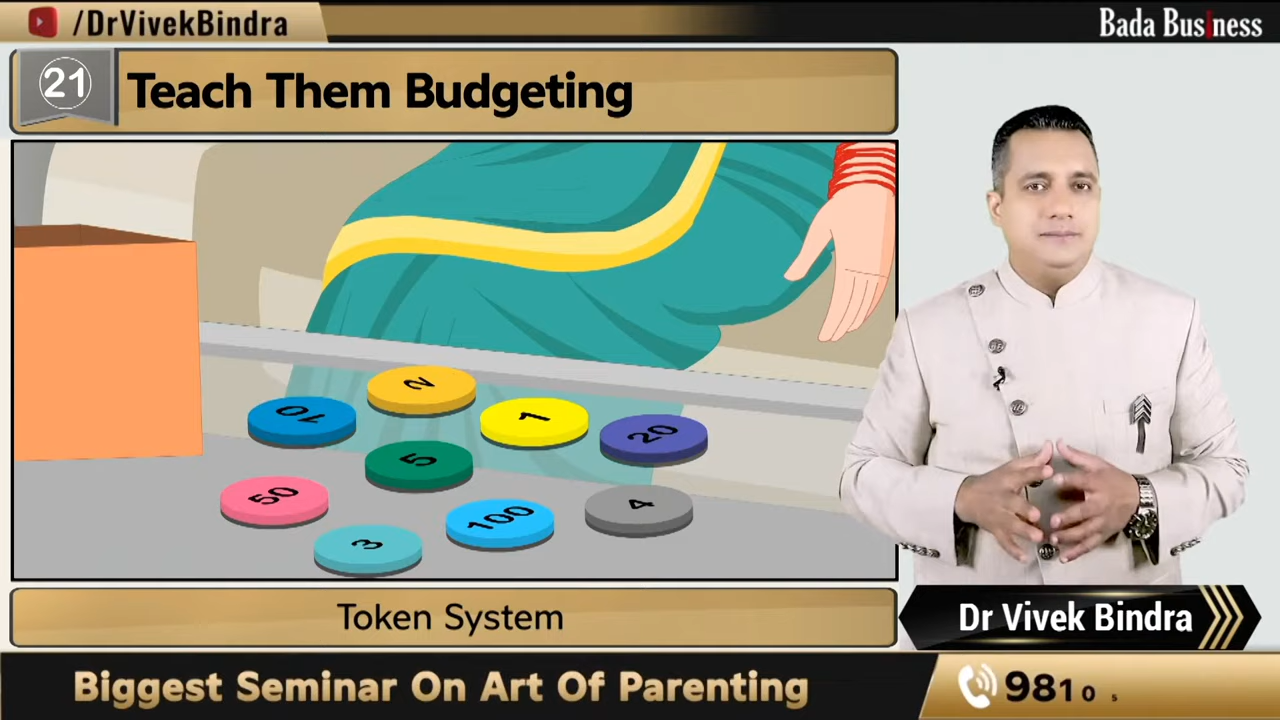 /DrVivekBindra
Bada Business
21
Teach Them Budgeting
2
10
1
20
5
50
100
4
3
Token System
Dr Vivek Bindra
Biggest Seminar On Art Of Parenting
9810